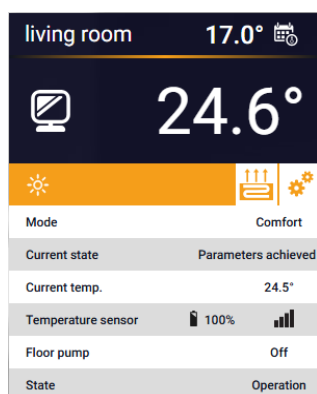 living room 17.0°
24.6°
Mode Comfort
Current state Parameters achieved
Current temp. 24.5°
Temperature sensor 100%
Floor pump Off
State Operation